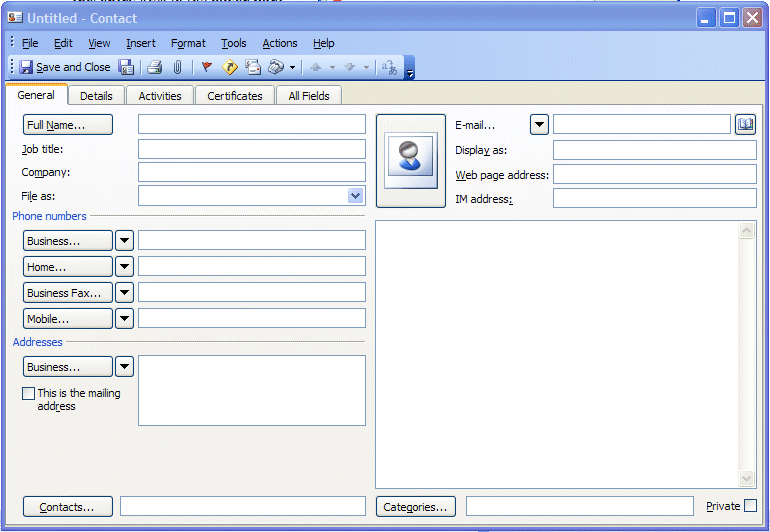 Untitled - Contact
File Edit View Insert Format Tools Actions Help
Save and Close
General Details Activities Certificates All Fields
Full Name...
Job title:
Company:
File as:
E-mail...
Display as:
Web page address:
IM address:
Phone numbers
Business...
Home...
Business Fax...
Mobile...
Addresses
Business...
This is the mailing
address
Contacts...
Categories...
Private